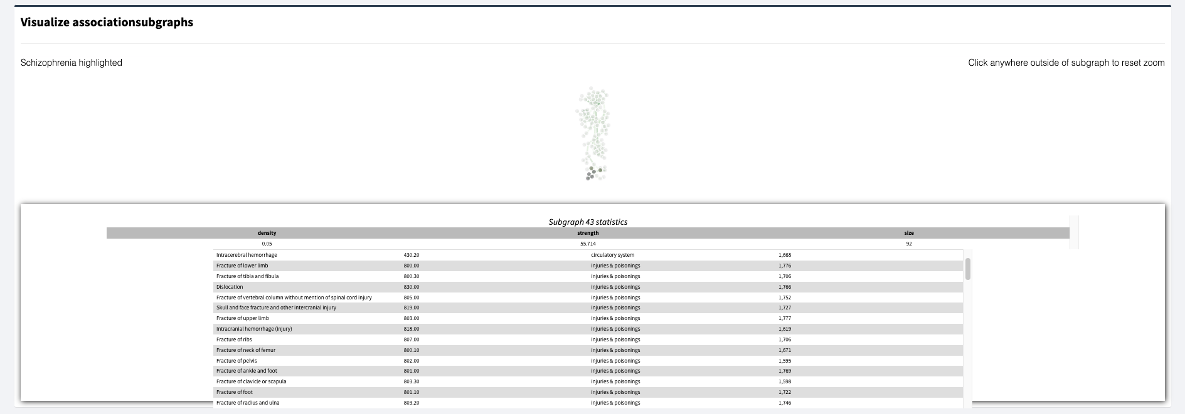 Visualize associationsubgraphs
Schizophrenia highlighted
Click anywhere outside of subgraph to reset zoom
Subgraph 43 statistics
density strength size
0.05 55.714 92
Intracerebral hemorrhage 430.20 circulatory system 1,668
Fracture of lower limb 800.00 injuries & poisonings 1,776
Fracture of tibia and fibula 800.30 injuries & poisonings 1,706
Dislocation 830.00 injuries & poisonings 1,766
Fracture of vertebral column without mention of spinal cord injury 805.00 injuries & poisonings 1,752
Skull and face fracture and other intercranial injury 819.00 injuries & poisonings 1,727
Fracture of upper limb 803.00 injuries & poisonings 1,777
Intracranial hemorrhage (injury) 818.00 injuries & poisonings 1,619
Fracture of ribs 807.00 injuries & poisonings 1,706
Fracture of neck of femur 800.10 injuries & poisonings 1,671
Fracture of pelvis 802.00 injuries & poisonings 1,595
Fracture of ankle and foot 801.00 injuries & poisonings 1,769
Fracture of clavicle or scapula 803.30 injuries & poisonings 1,598
Fracture of foot 801.10 injuries & poisonings 1,722
Fracture of radius and ulna 803.20 injuries & poisonings 1,746